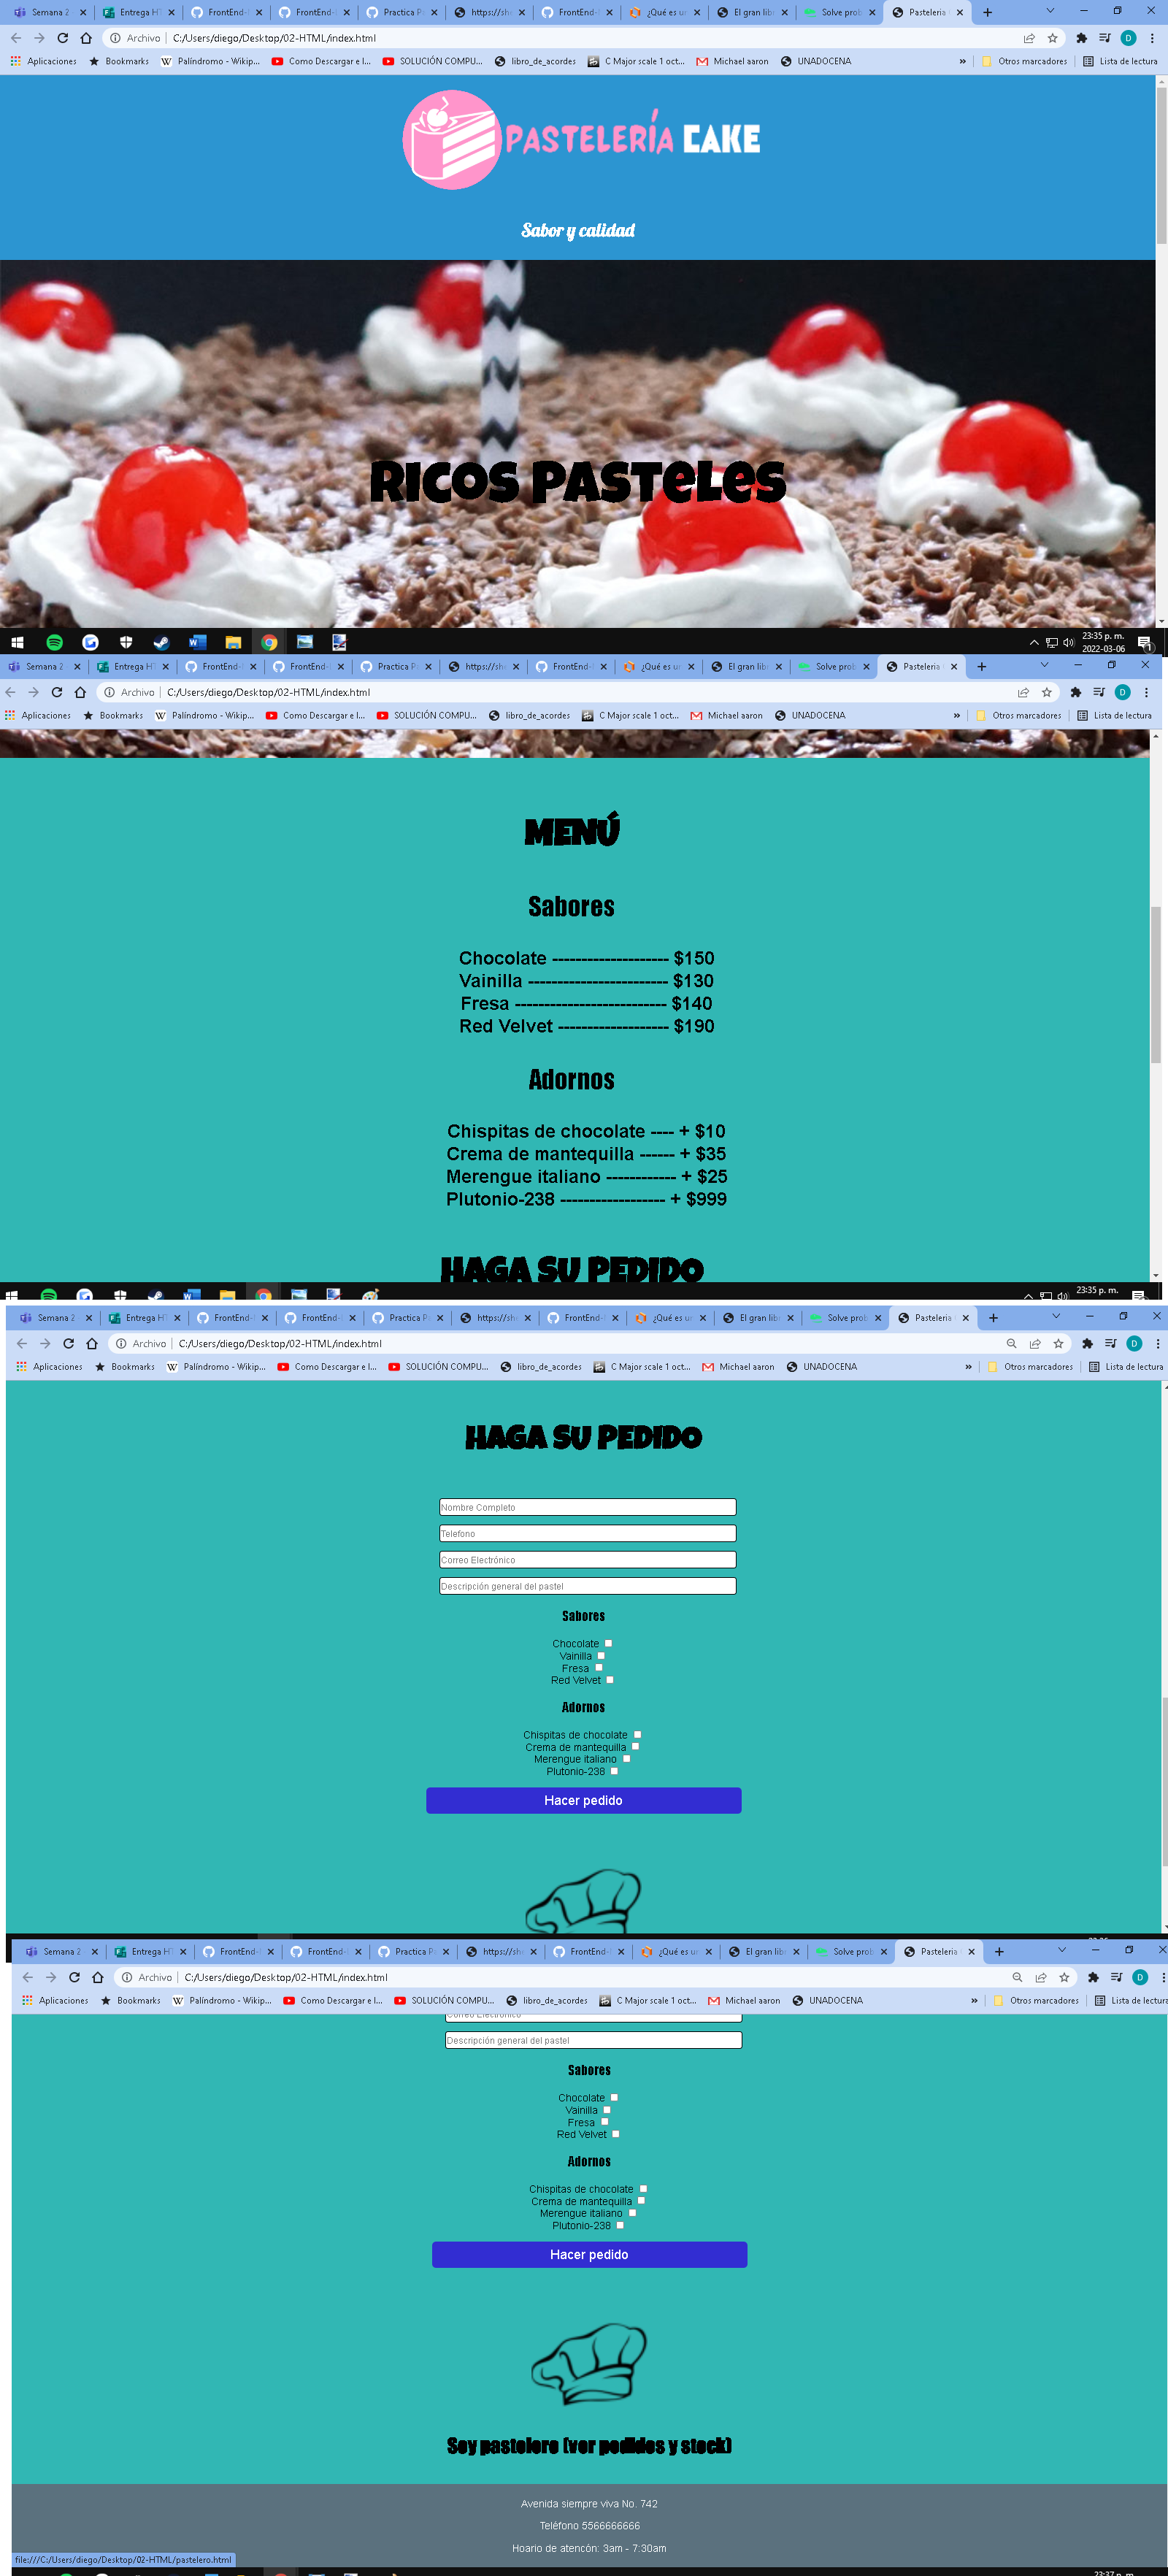 Semana 2
Entrega HT
FrontEnd-
FrontEnd-
Practica P
https://she
FrontEnd-
¿Qué es un
El gran libr
Solve prob
Pasteleria
Archivo | C:/Users/diego/Desktop/02-HTML/index.html
Aplicaciones Bookmarks Palíndromo - Wikip... Como Descargar e I... SOLUCIÓN COMPU... libro_de_acordes C Major scale 1 oct... Michael aaron UNADOCENA » Otros marcadores Lista de lectura
PASTELERÍA CAKE
Sabor y calidad
RICOS PASTELES
23:35 p. m.
2022-03-06
Semana 2
Entrega HT
FrontEnd-
FrontEnd-
Practica P
https://she
FrontEnd-
¿Qué es un
El gran libr
Solve prob
Pasteleria
Archivo | C:/Users/diego/Desktop/02-HTML/index.html
Aplicaciones Bookmarks Palíndromo - Wikip... Como Descargar e I... SOLUCIÓN COMPU... libro_de_acordes C Major scale 1 oct... Michael aaron UNADOCENA » Otros marcadores Lista de lectura
MENÚ
Sabores
Chocolate -------------------- $150
Vainilla ------------------------ $130
Fresa -------------------------- $140
Red Velvet ------------------- $190
Adornos
Chispitas de chocolate ---- + $10
Crema de mantequilla ------ + $35
Merengue italiano ------------ + $25
Plutonio-238 ------------------ + $999
HAGA SU PEDIDO
23:35 p. m.
Semana 2
Entrega HT
FrontEnd-
FrontEnd-
Practica P
https://she
FrontEnd-
¿Qué es un
El gran libr
Solve prob
Pasteleria
Archivo | C:/Users/diego/Desktop/02-HTML/index.html
Aplicaciones Bookmarks Palíndromo - Wikip... Como Descargar e I... SOLUCIÓN COMPU... libro_de_acordes C Major scale 1 oct... Michael aaron UNADOCENA » Otros marcadores Lista de lectura
HAGA SU PEDIDO
Nombre Completo
Telefono
Correo Electrónico
Descripción general del pastel
Sabores
Chocolate
Vainilla
Fresa
Red Velvet
Adornos
Chispitas de chocolate
Crema de mantequilla
Merengue italiano
Plutonio-238
Hacer pedido
Semana 2
Entrega HT
FrontEnd-
FrontEnd-
Practica P
https://she
FrontEnd-
¿Qué es un
El gran libr
Solve prob
Pasteleria
Archivo | C:/Users/diego/Desktop/02-HTML/index.html
Aplicaciones Bookmarks Palíndromo - Wikip... Como Descargar e I... SOLUCIÓN COMPU... libro_de_acordes C Major scale 1 oct... Michael aaron UNADOCENA » Otros marcadores Lista de lectura
Correo Electrónico
Descripción general del pastel
Sabores
Chocolate
Vainilla
Fresa
Red Velvet
Adornos
Chispitas de chocolate
Crema de mantequilla
Merengue italiano
Plutonio-238
Hacer pedido
Soy pastelero (ver pedidos y stock)
Avenida siempre viva No. 742
Teléfono 5566666666
Hoario de atencón: 3am - 7:30am
file:///C:/Users/diego/Desktop/02-HTML/pastelero.html
23:37 p. m.